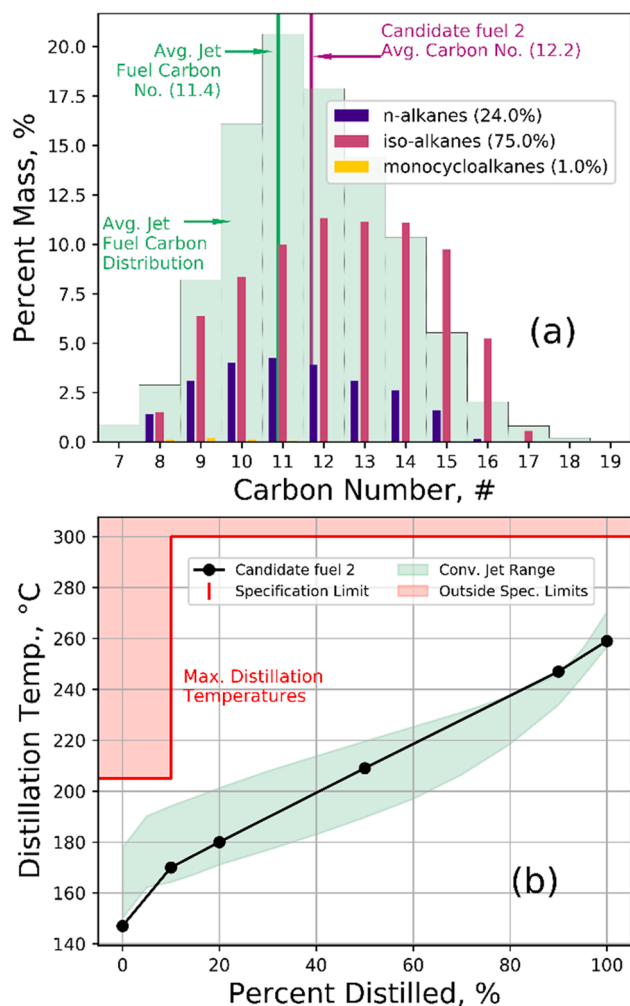 20.0
17.5
15.0
12.5
10.0
7.5
5.0
2.5
0.0
Percent Mass, %
Avg. Jet
Fuel Carbon
No. (11.4)
Candidate fuel 2
Avg. Carbon No. (12.2)
n-alkanes (24.0%)
iso-alkanes (75.0%)
monocycloalkanes (1.0%)
Avg. Jet
Fuel Carbon
Distribution
(a)
7 8 9 10 11 12 13 14 15 16 17 18 19
Carbon Number, #
300
280
260
240
220
200
180
160
140
Distillation Temp., °C
Candidate fuel 2
Specification Limit
Conv. Jet Range
Outside Spec. Limits
Max. Distillation
Temperatures
(b)
0 20 40 60 80 100
Percent Distilled, %